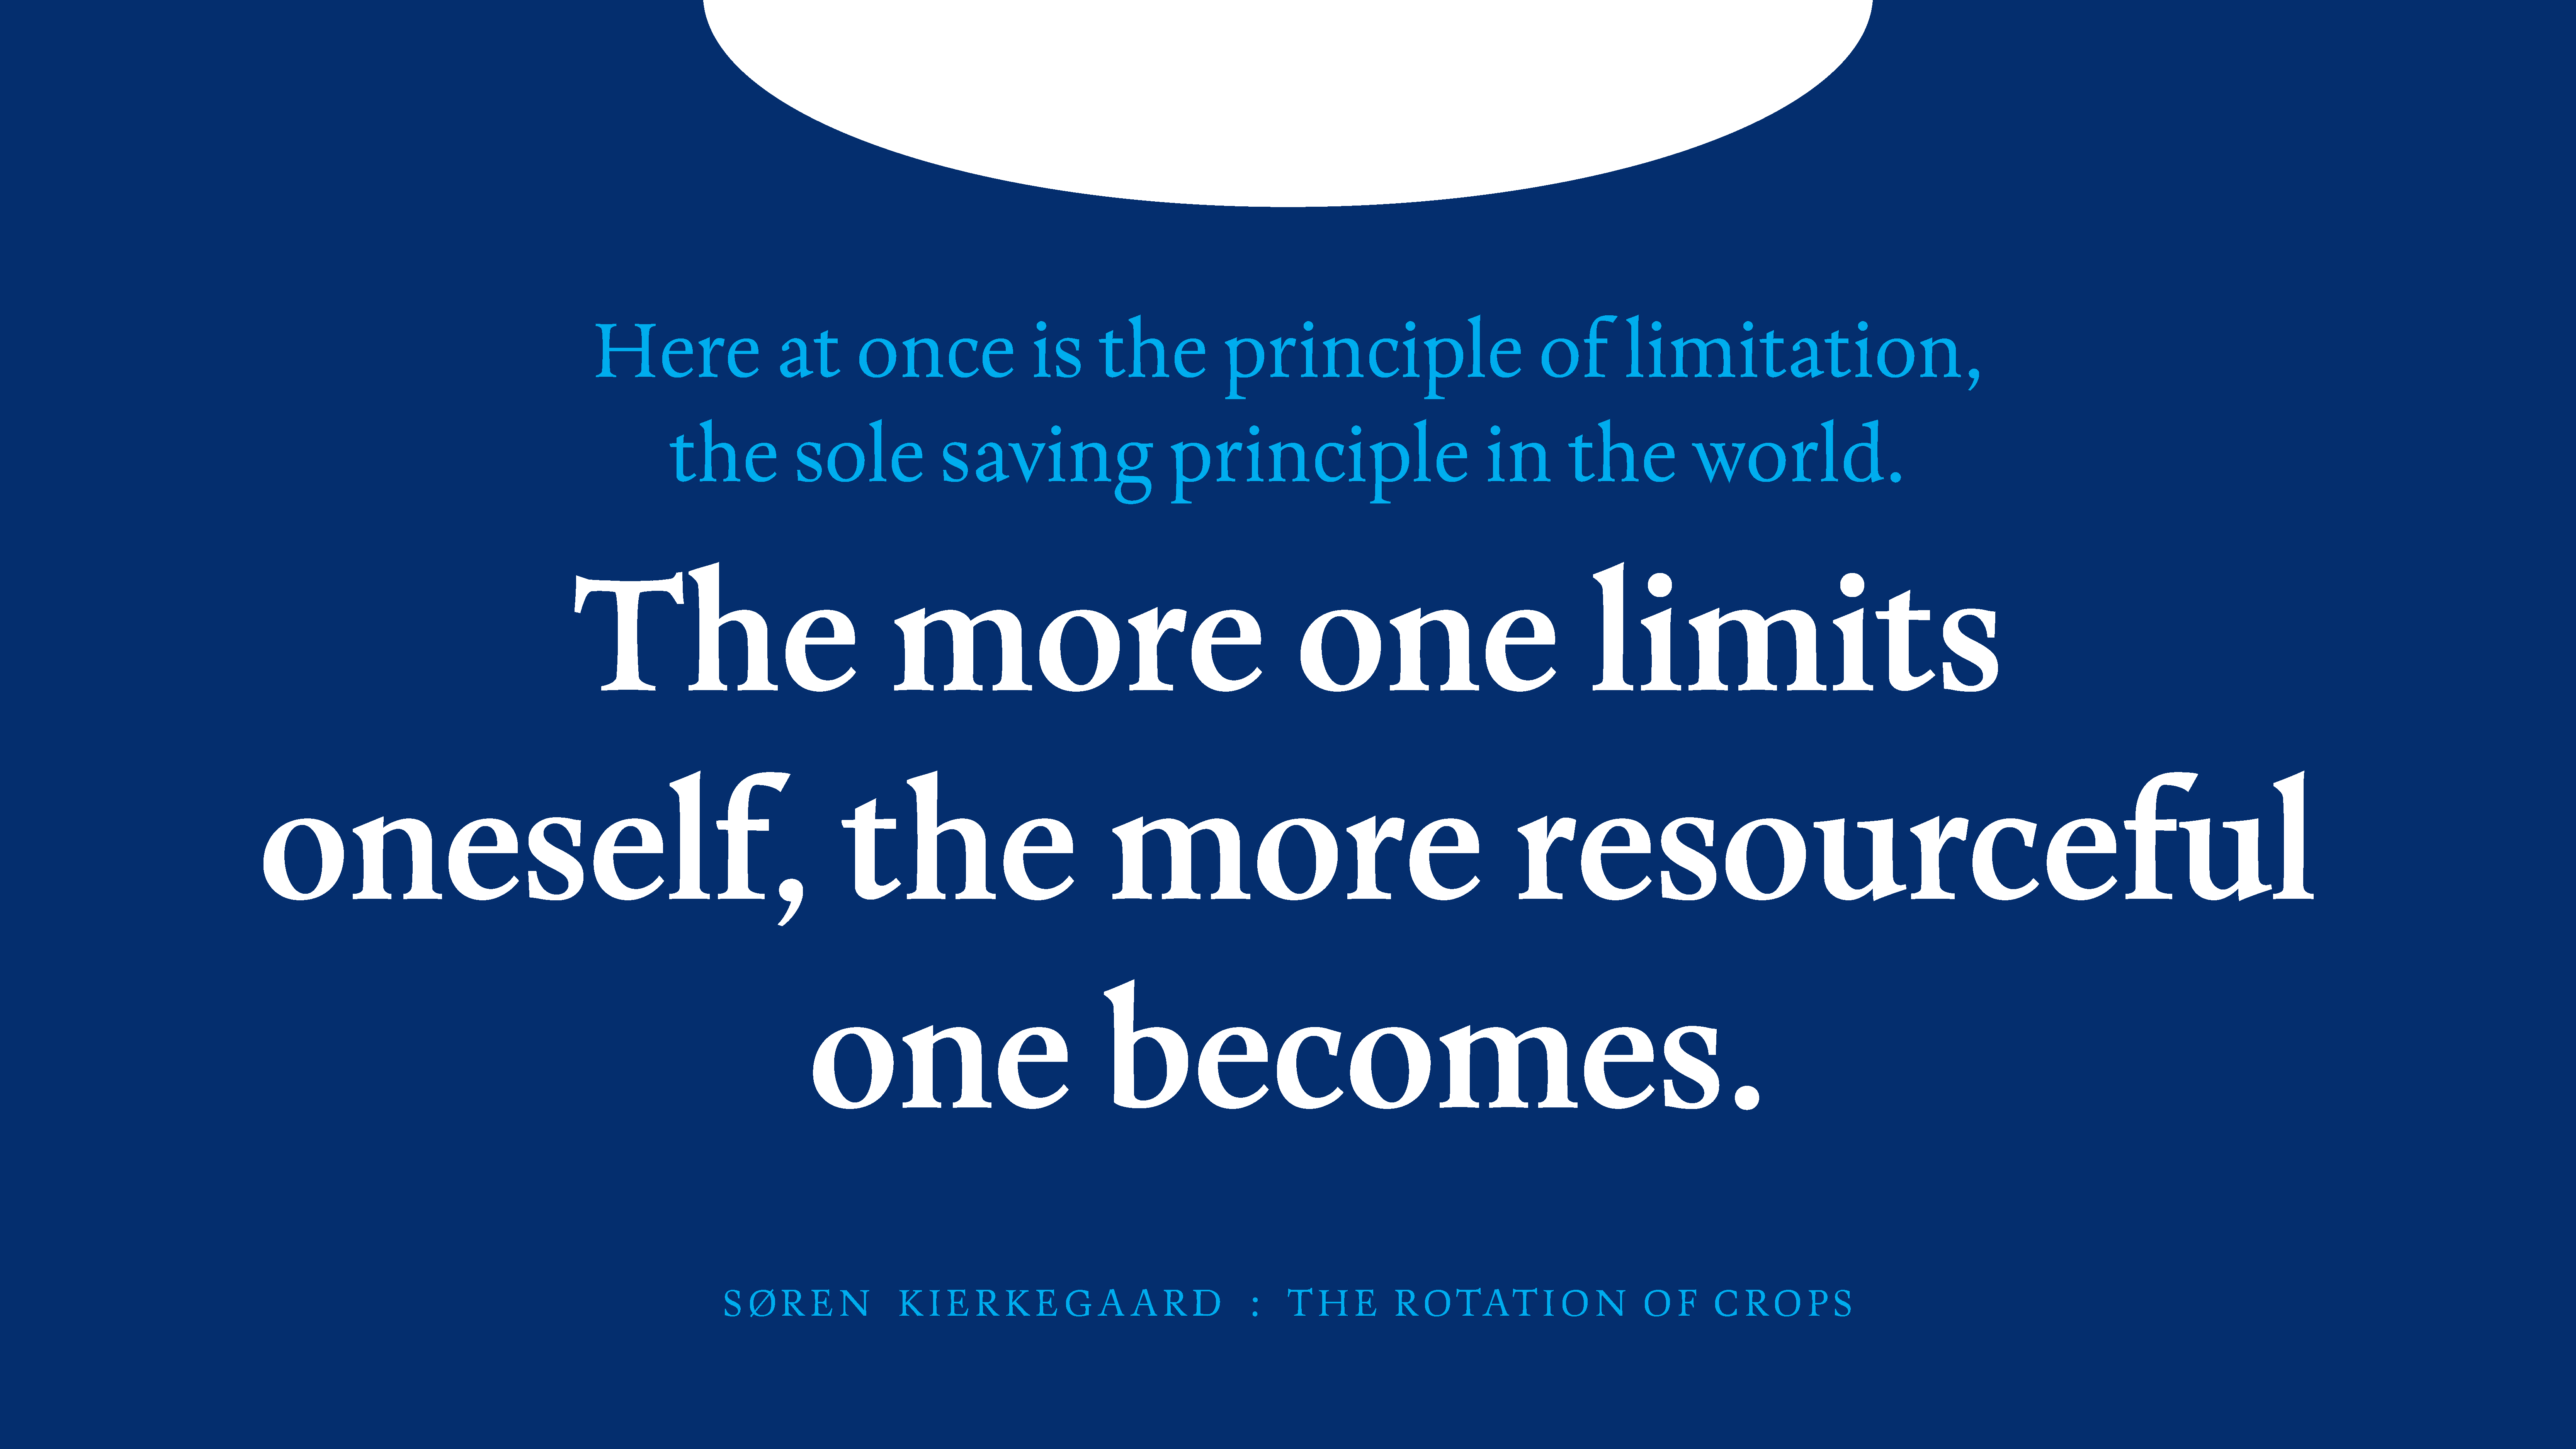 Here at once is the principle of limitation,
the sole saving principle in the world.
The more one limits
oneself, the more resourceful
one becomes.
SØREN KIERKEGAARD : THE ROTATION OF CROPS